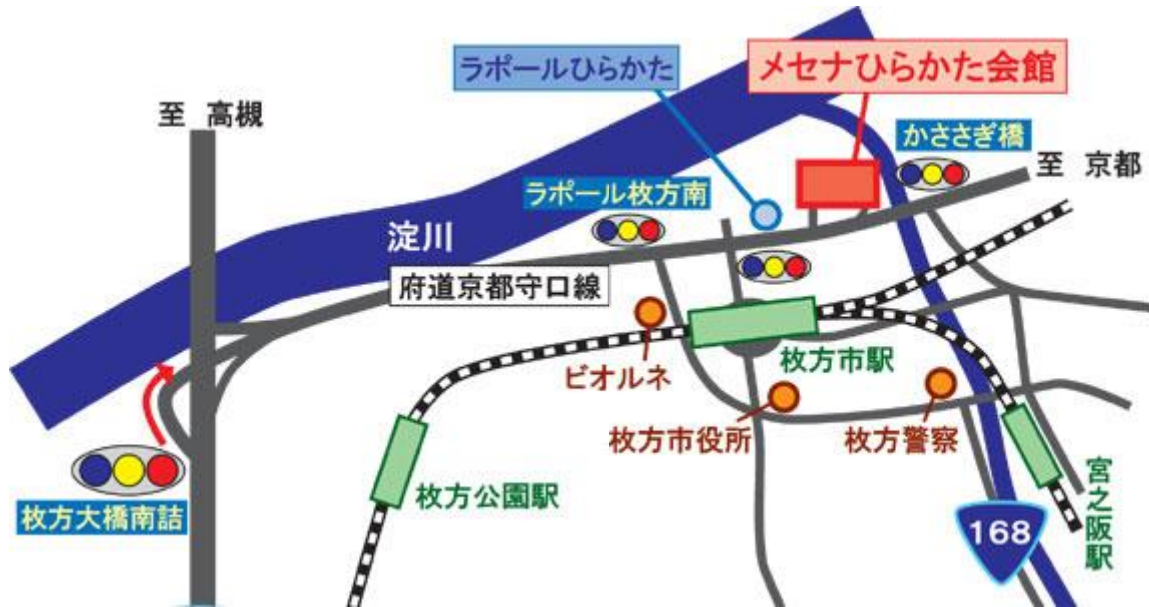 ラポールひらかた
メセナひらかた会館
至 高槻
かささぎ橋
至 京都
ラポール枚方南
淀川
府道京都守口線
ビオルネ
枚方市駅
枚方市役所
枚方警察
枚方公園駅
宮之阪駅
枚方大橋南詰
168